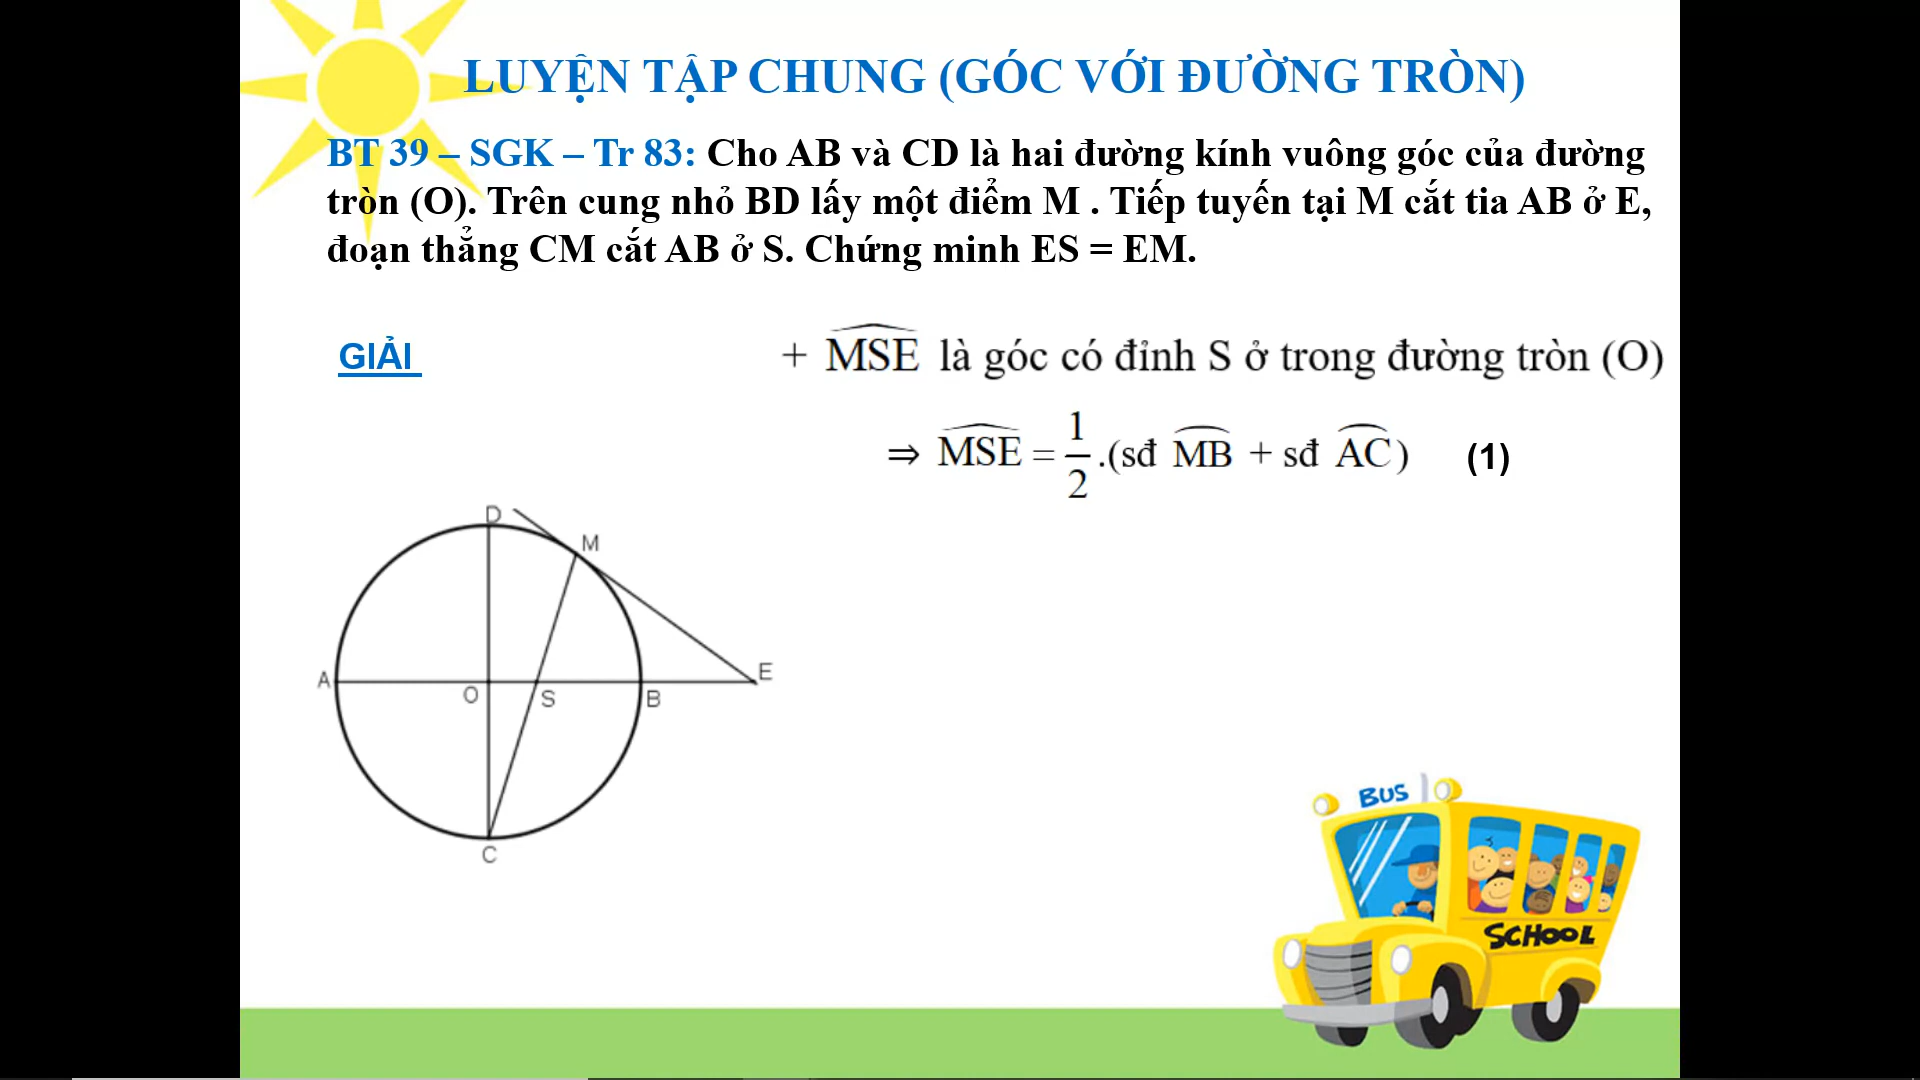 LUYỆN TẬP CHUNG (GÓC VỚI ĐƯỜNG TRÒN)
BT 39 – SGK – Tr 83: Cho AB và CD là hai đường kính vuông góc của đường
tròn (O). Trên cung nhỏ BD lấy một điểm M . Tiếp tuyến tại M cắt tia AB ở E,
đoạn thẳng CM cắt AB ở S. Chứng minh ES = EM.
GIẢI
+ MSE là góc có đỉnh S ở trong đường tròn (O)
⇒ MSE = 1/2 .(sđ MB + sđ AC) (1)
D
M
A
O
S
B
E
C
BUS
SCHOOL